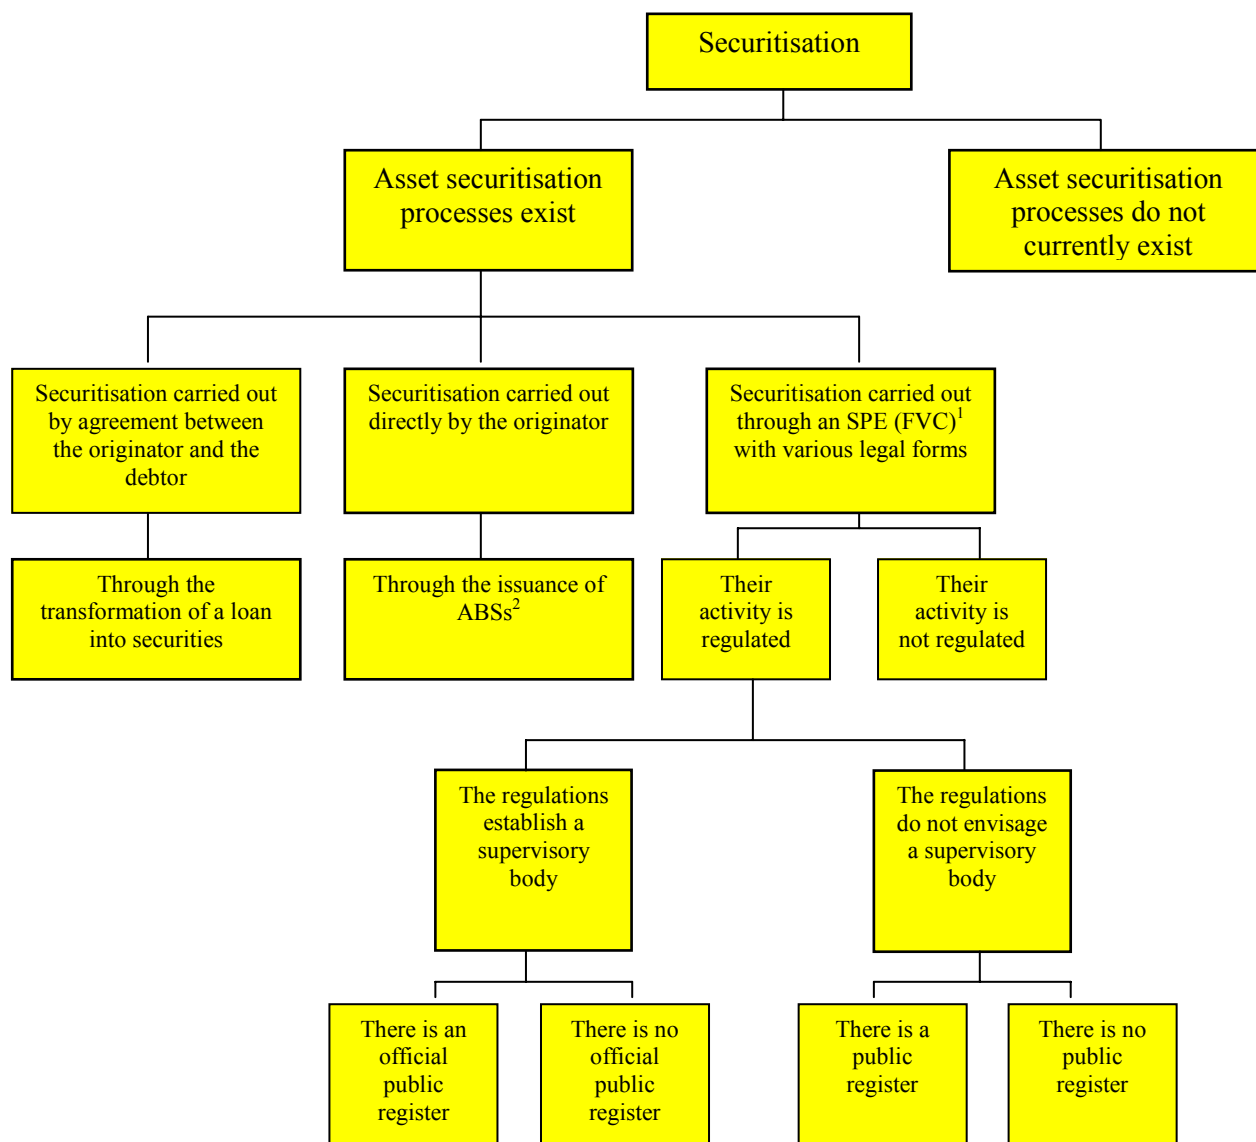 Securitisation
Asset securitisation
processes exist
Asset securitisation
processes do not
currently exist
Securitisation carried out
by agreement between
the originator and the
debtor
Securitisation carried out
directly by the originator
Securitisation carried out
through an SPE (FVC)1
with various legal forms
Through the
transformation of a loan
into securities
Through the issuance of
ABSs2
Their
activity is
regulated
Their
activity is
not regulated
The regulations
establish a
supervisory
body
The regulations
do not envisage
a supervisory
body
There is an
official
public
register
There is no
official
public
register
There is a
public
register
There is no
public
register